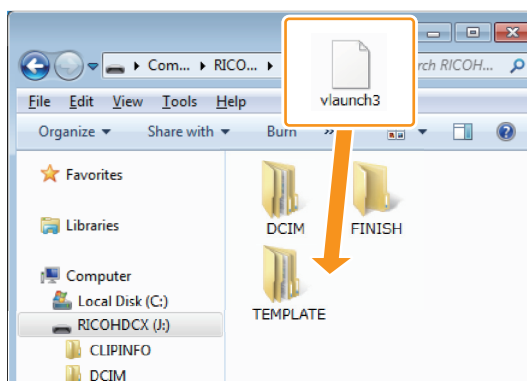 vlaunch3
Com... RICO... rch RICOH...
File Edit View Tools Help
Organize Share with Burn »
Favorites
Libraries
Computer
Local Disk (C:)
RICOHDCX (J:)
CLIPINFO
DCIM
DCIM FINISH
TEMPLATE